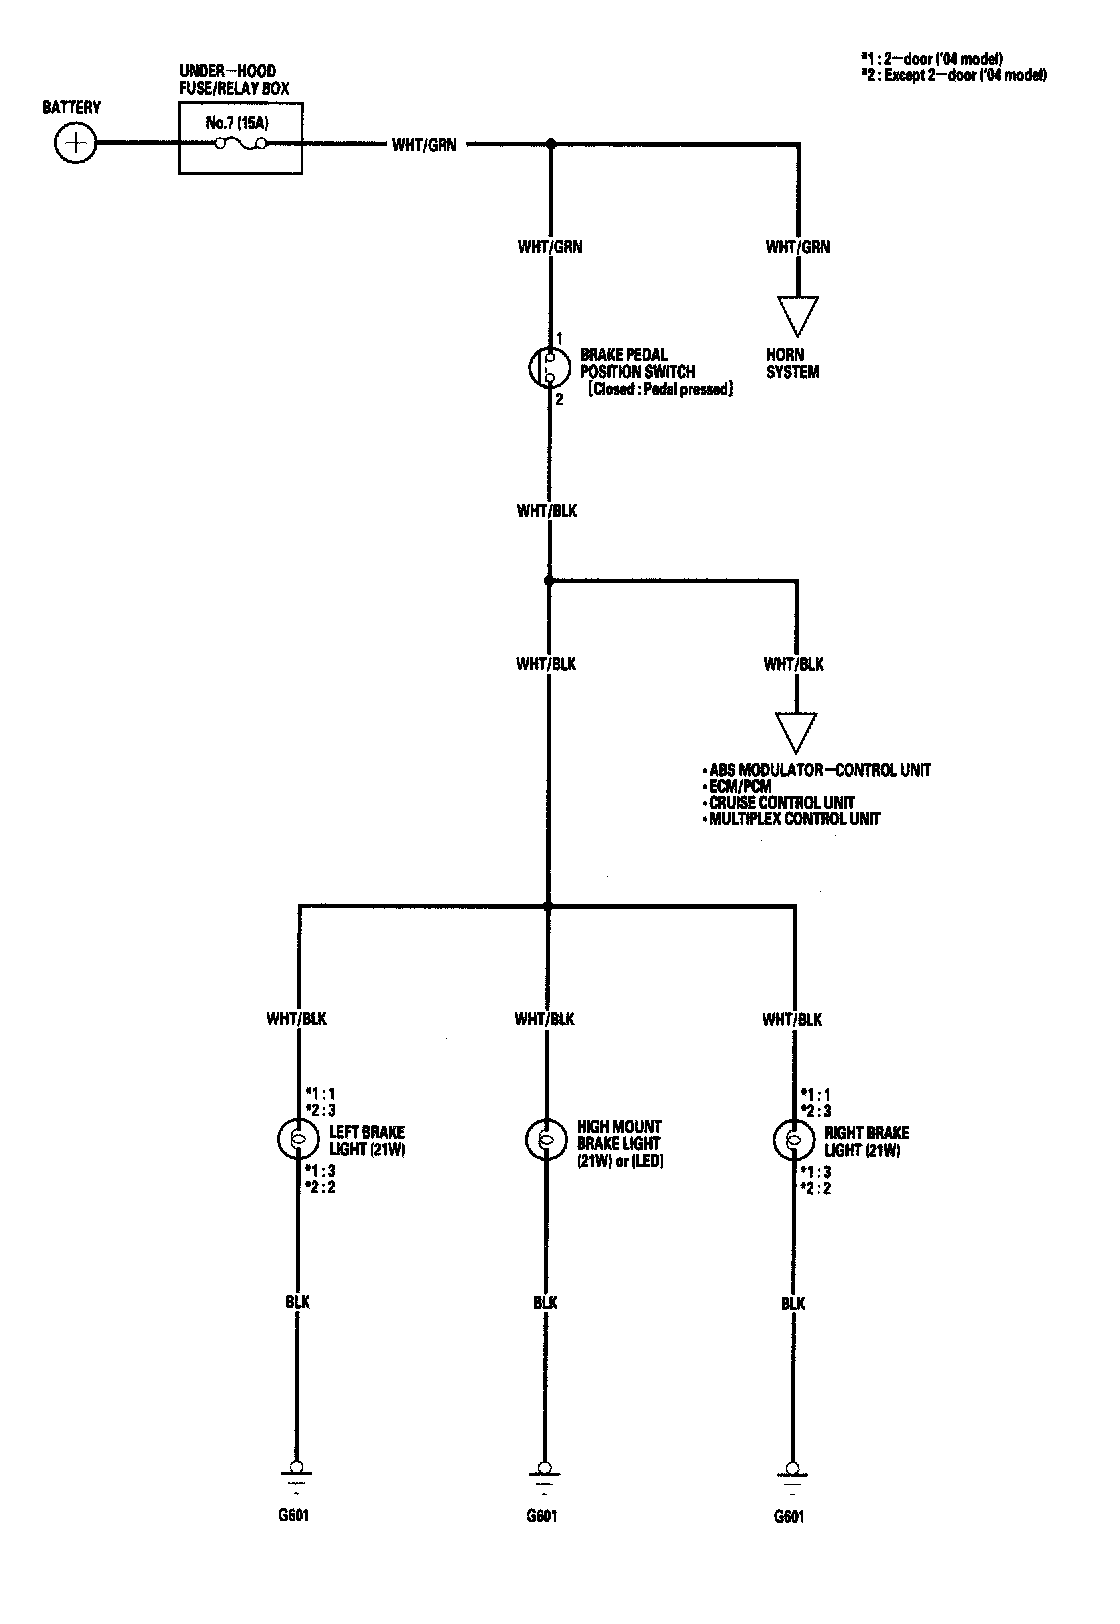 *1 : 2-door ('04 model)
*2 : Except 2-door ('04 model)
UNDER-HOOD
FUSE/RELAY BOX
BATTERY
No.7 (15A)
WHT/GRN
WHT/GRN
WHT/GRN
1
BRAKE PEDAL
POSITION SWITCH
[Closed : Pedal pressed]
2
HORN
SYSTEM
WHT/BLK
WHT/BLK
WHT/BLK
• ABS MODULATOR-CONTROL UNIT
• ECM/PCM
• CRUISE CONTROL UNIT
• MULTIPLEX CONTROL UNIT
WHT/BLK
WHT/BLK
WHT/BLK
*1 : 1
*2 : 3
LEFT BRAKE
LIGHT (21W)
*1 : 3
*2 : 2
HIGH MOUNT
BRAKE LIGHT
(21W) or (LED)
*1 : 1
*2 : 3
RIGHT BRAKE
LIGHT (21W)
*1 : 3
*2 : 2
BLK
BLK
BLK
G601
G601
G601